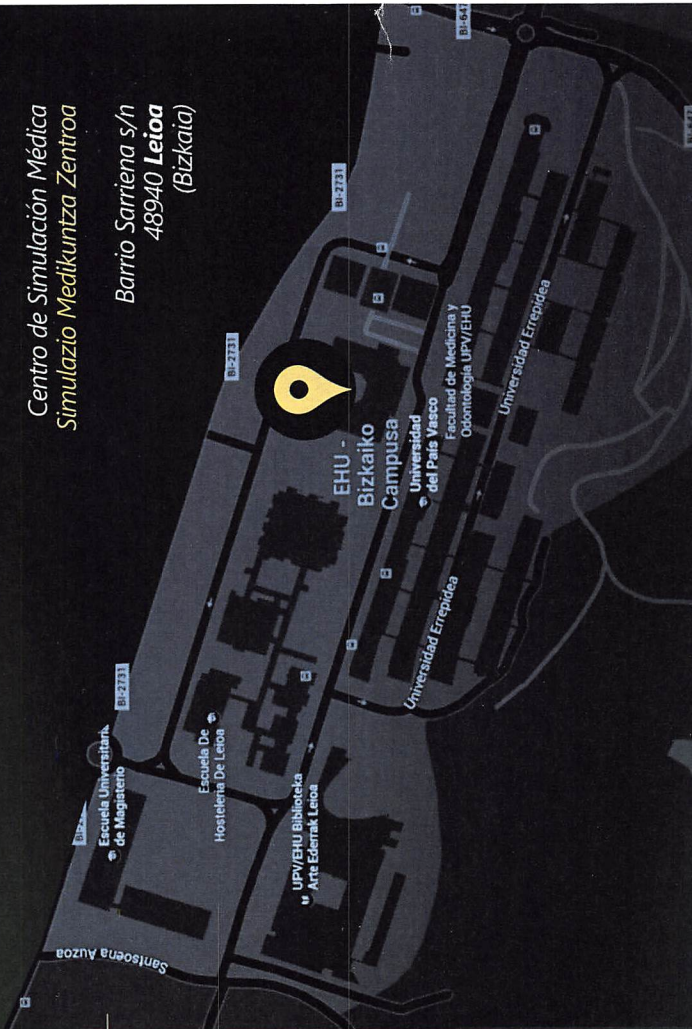 Centro de Simulación Médica
Simulazio Medikuntza Zentroa
Barrio Sarriena s/n
48940 Leioa
(Bizkaia)
BI-2731
BI-2731
BI-2731
BI-647
Escuela Universitaria
de Magisterio
Escuela De
Hostelería De Leioa
UPV/EHU Biblioteka
Arte Ederrak Leioa
Santsoena Auzoa
EHU -
Bizkaiko
Campusa
Universidad
del País Vasco
Facultad de Medicina y
Odontología UPV/EHU
Universidad Errepidea
Universidad Errepidea